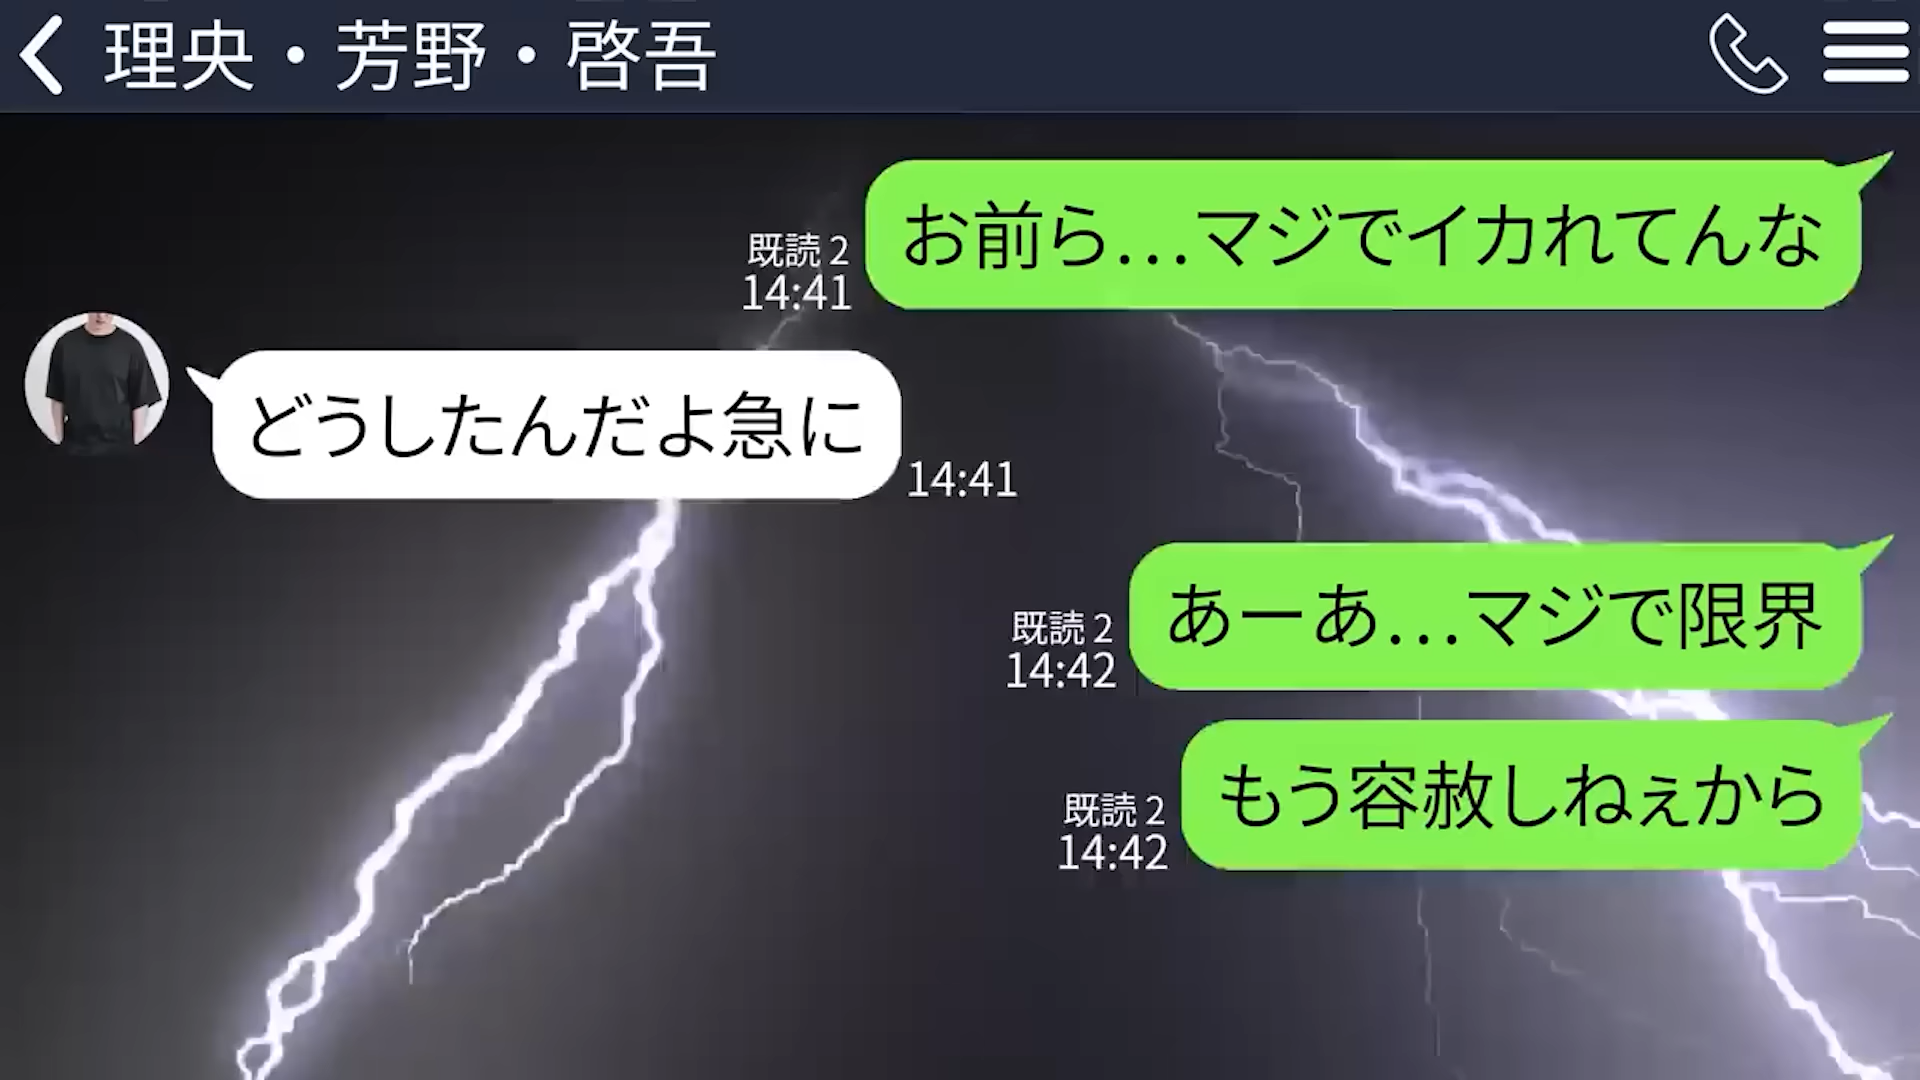 理央・芳野・啓吾
お前ら…マジでイカれてんな
既読 2
14:41
どうしたんだよ急に
14:41
あーあ…マジで限界
既読 2
14:42
もう容赦しねぇから
既読 2
14:42